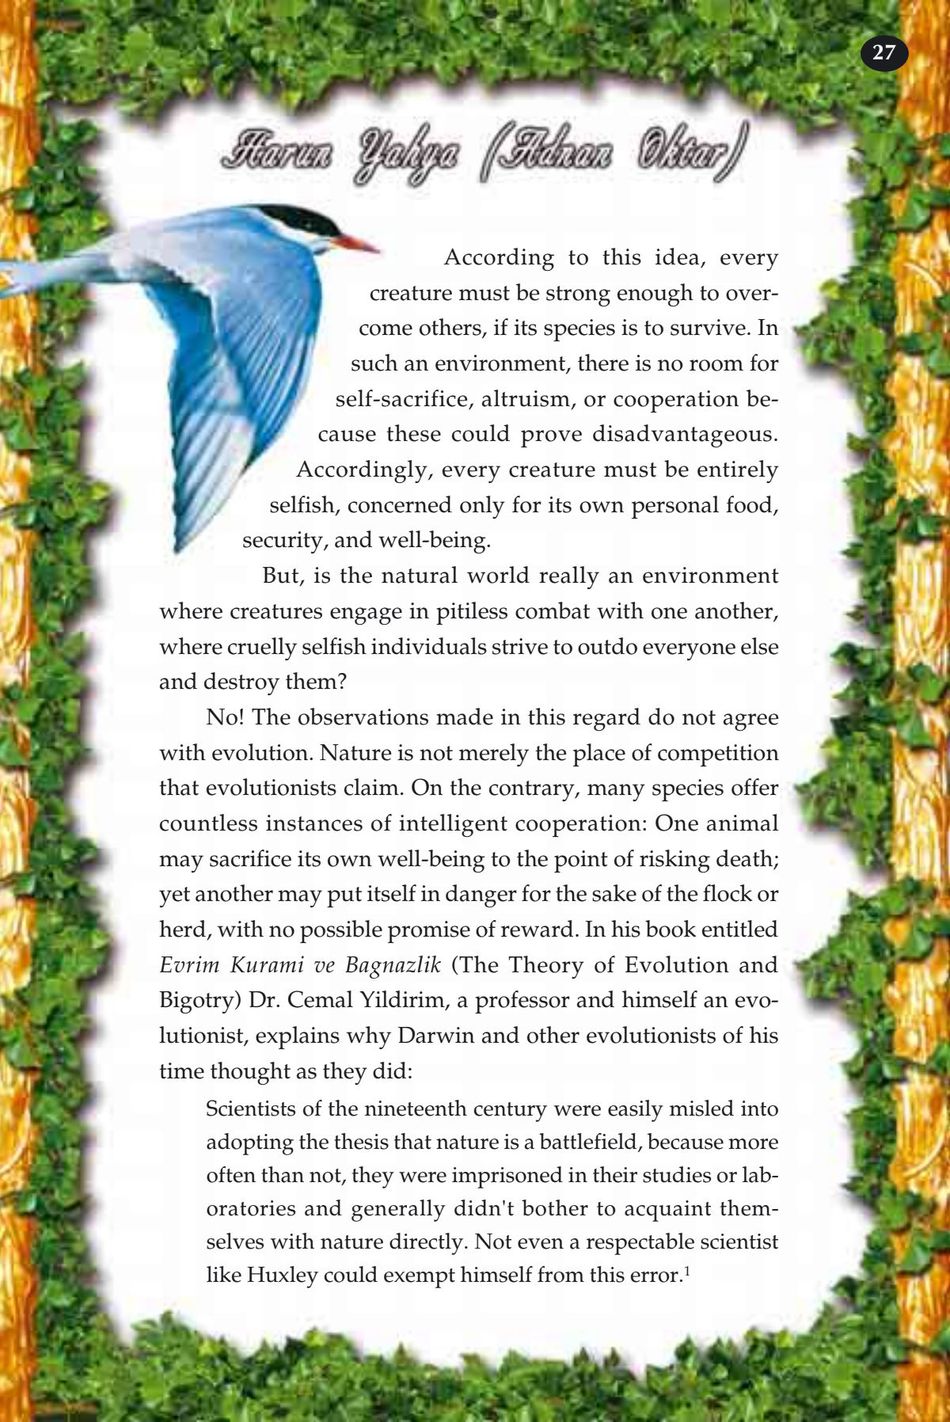 27
Harun Yahya (Adnan Oktar)
According to this idea, every
creature must be strong enough to over-
come others, if its species is to survive. In
such an environment, there is no room for
self-sacrifice, altruism, or cooperation be-
cause these could prove disadvantageous.
Accordingly, every creature must be entirely
selfish, concerned only for its own personal food,
security, and well-being.
But, is the natural world really an environment
where creatures engage in pitiless combat with one another,
where cruelly selfish individuals strive to outdo everyone else
and destroy them?
No! The observations made in this regard do not agree
with evolution. Nature is not merely the place of competition
that evolutionists claim. On the contrary, many species offer
countless instances of intelligent cooperation: One animal
may sacrifice its own well-being to the point of risking death;
yet another may put itself in danger for the sake of the flock or
herd, with no possible promise of reward. In his book entitled
Evrim Kurami ve Bagnazlik (The Theory of Evolution and
Bigotry) Dr. Cemal Yildirim, a professor and himself an evo-
lutionist, explains why Darwin and other evolutionists of his
time thought as they did:
Scientists of the nineteenth century were easily misled into
adopting the thesis that nature is a battlefield, because more
often than not, they were imprisoned in their studies or lab-
oratories and generally didn't bother to acquaint them-
selves with nature directly. Not even a respectable scientist
like Huxley could exempt himself from this error.¹